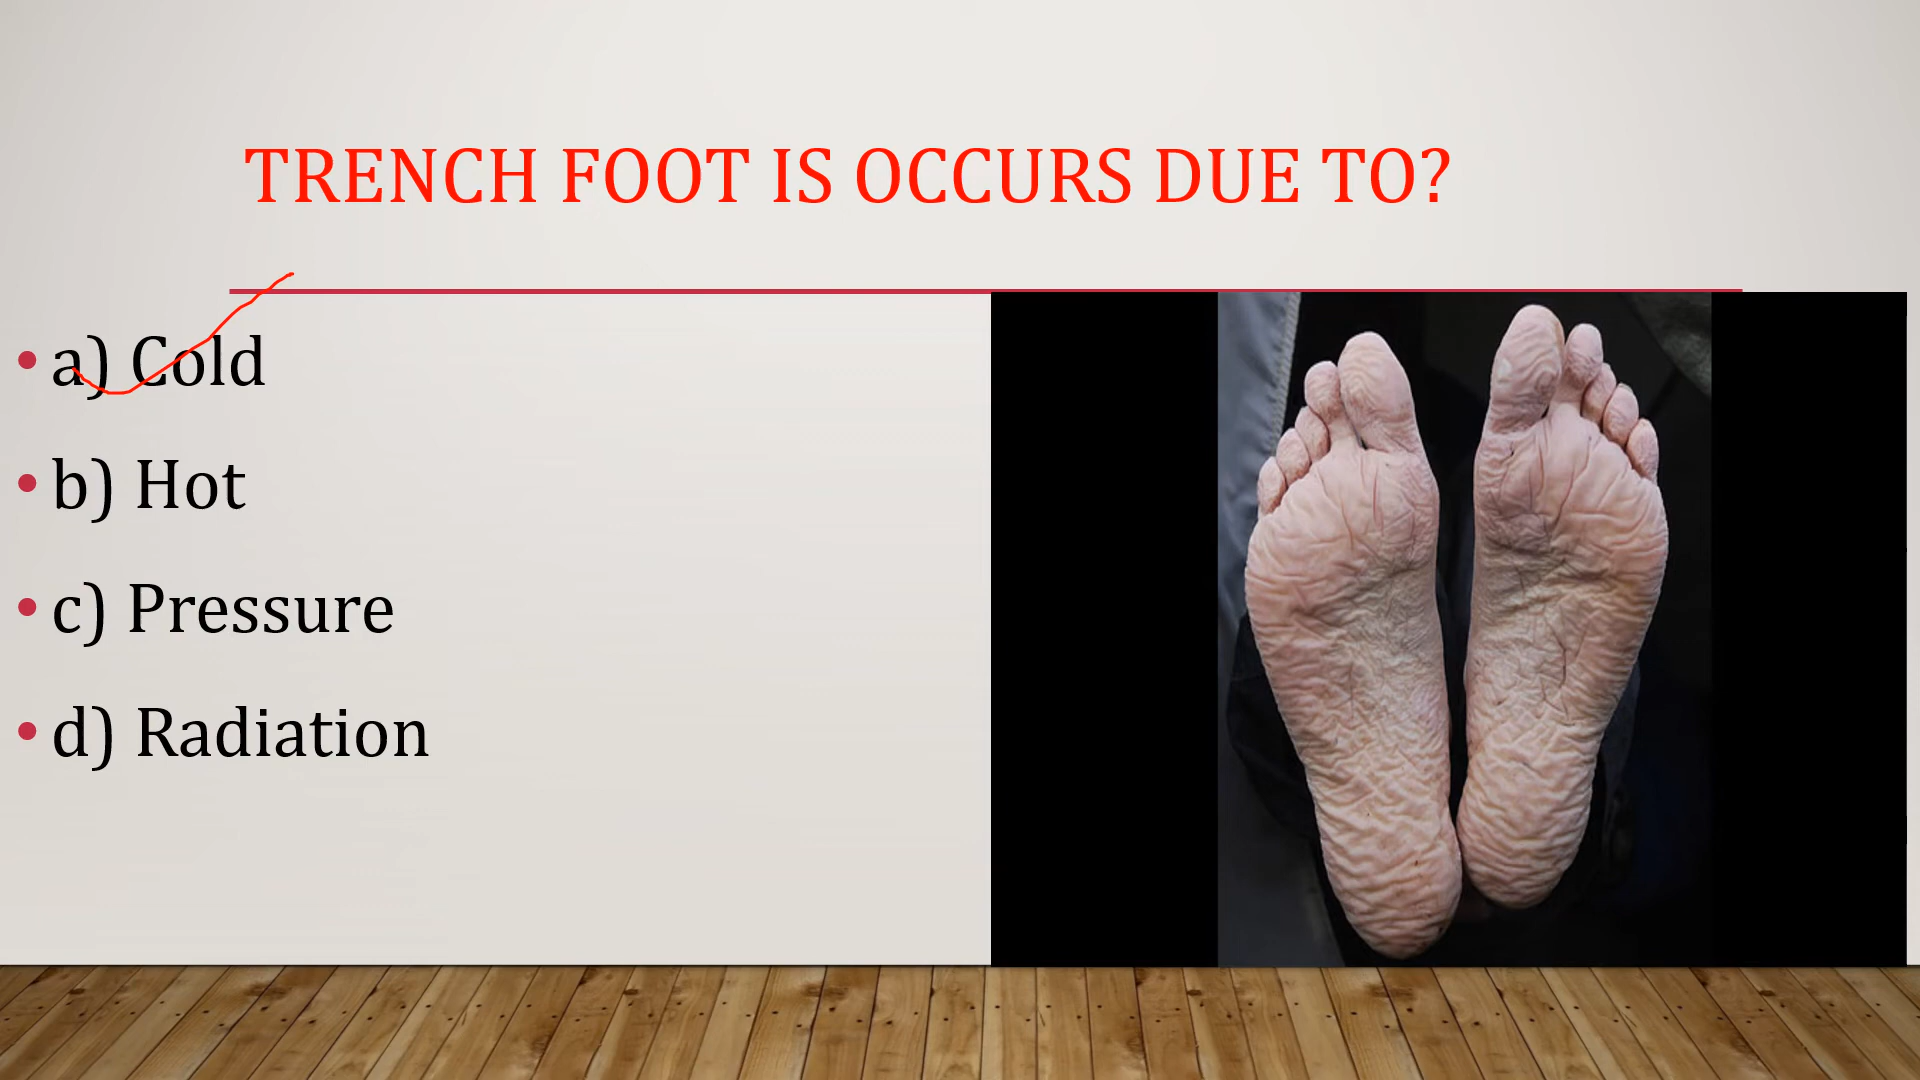 TRENCH FOOT IS OCCURS DUE TO?
• a) Cold
• b) Hot
• c) Pressure
• d) Radiation